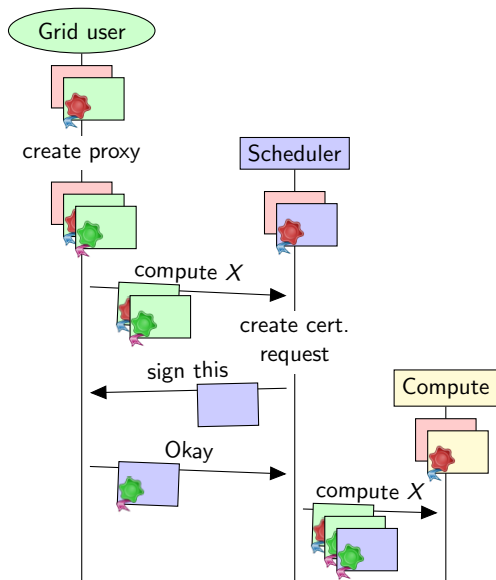 Grid user
create proxy
Scheduler
compute X
create cert.
request
sign this
Compute
Okay
compute X